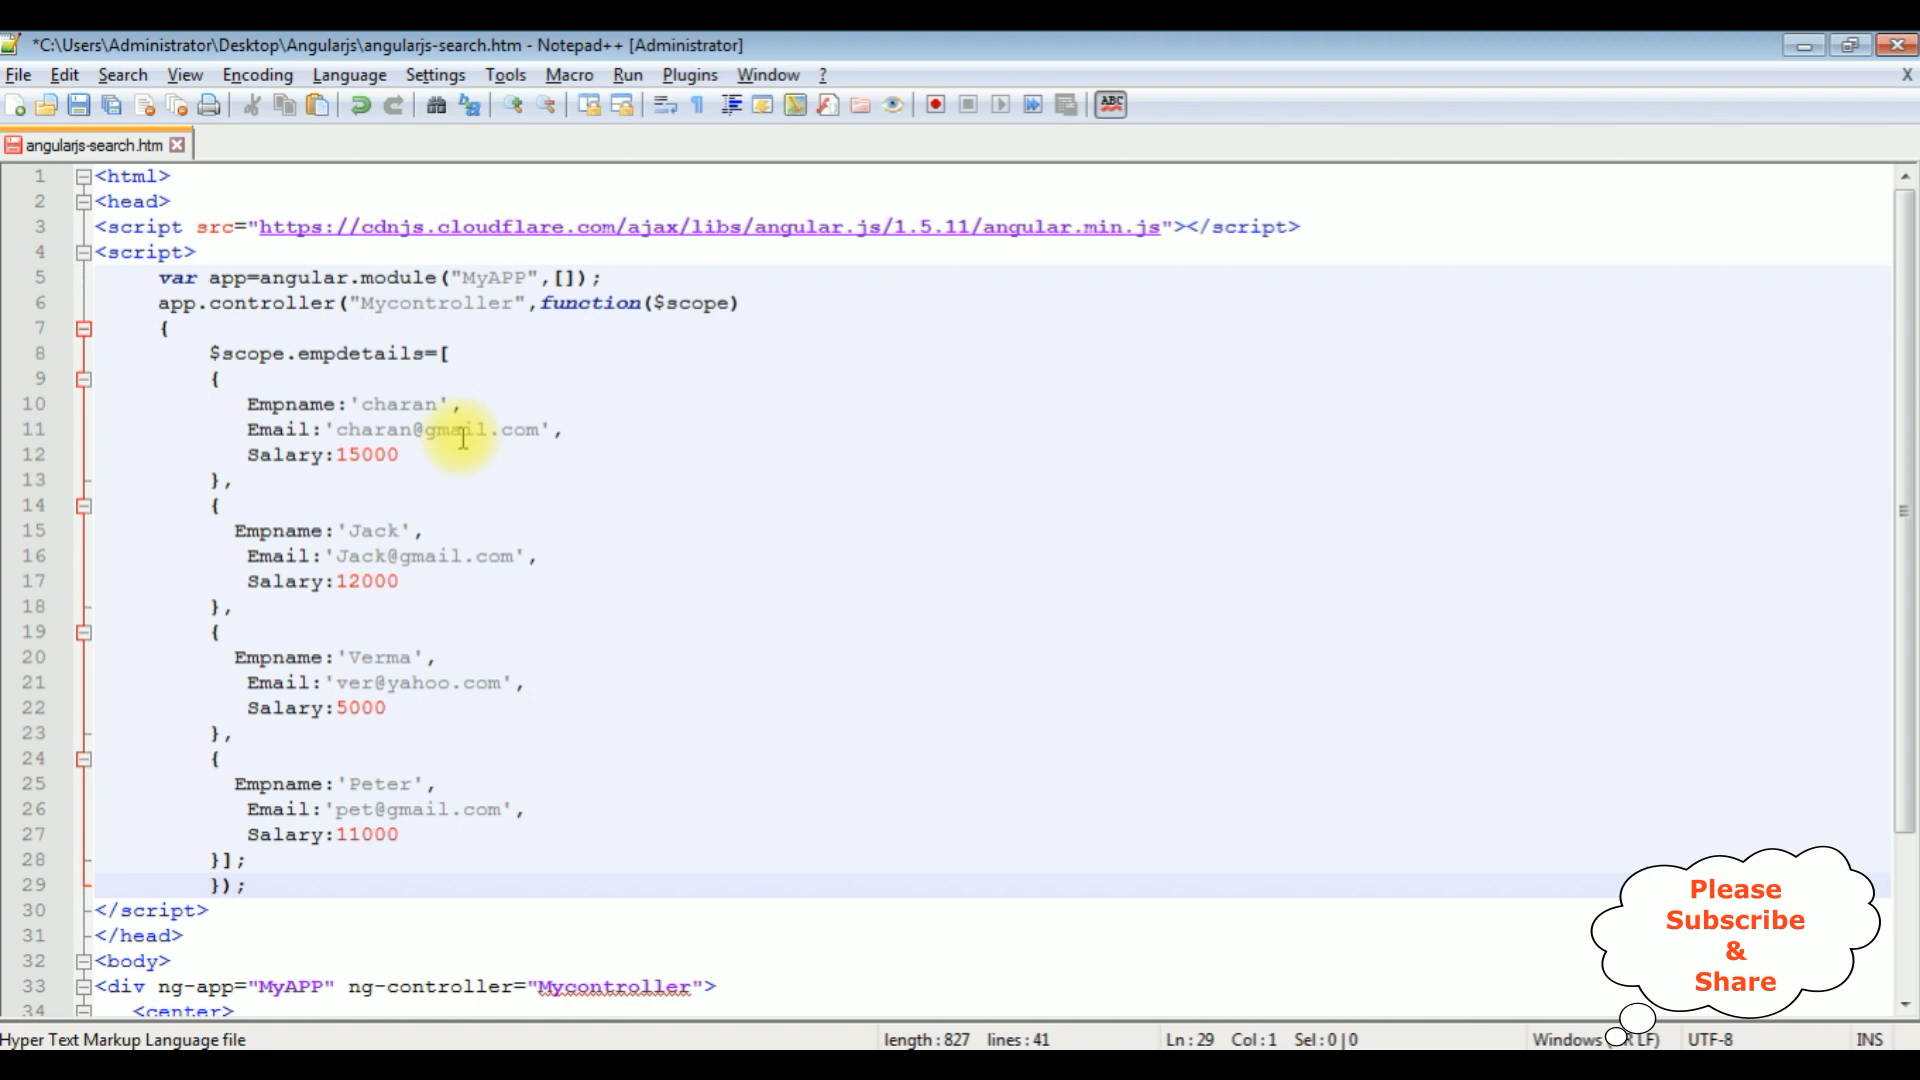 *C:\Users\Administrator\Desktop\Angularjs\angularjs-search.htm - Notepad++ [Administrator]
File Edit Search View Encoding Language Settings Tools Macro Run Plugins Window ? X
ABC
angularjs-search.htm
1 <html>
2 <head>
3 <script src="https://cdnjs.cloudflare.com/ajax/libs/angular.js/1.5.11/angular.min.js"></script>
4 <script>
5 var app=angular.module("MyAPP",[]);
6 app.controller("Mycontroller",function($scope)
7 {
8 $scope.empdetails=[
9 {
10 Empname:'charan',
11 Email:'charan@gmail.com',
12 Salary:15000
13 },
14 {
15 Empname:'Jack',
16 Email:'Jack@gmail.com',
17 Salary:12000
18 },
19 {
20 Empname:'Verma',
21 Email:'ver@yahoo.com',
22 Salary:5000
23 },
24 {
25 Empname:'Peter',
26 Email:'pet@gmail.com',
27 Salary:11000
28 }];
29 });
30 </script>
31 </head>
32 <body>
33 <div ng-app="MyAPP" ng-controller="Mycontroller">
34 <center>
Please
Subscribe
&
Share
Hyper Text Markup Language file length : 827 lines : 41 Ln : 29 Col : 1 Sel : 0 | 0 Windows LF) UTF-8 INS